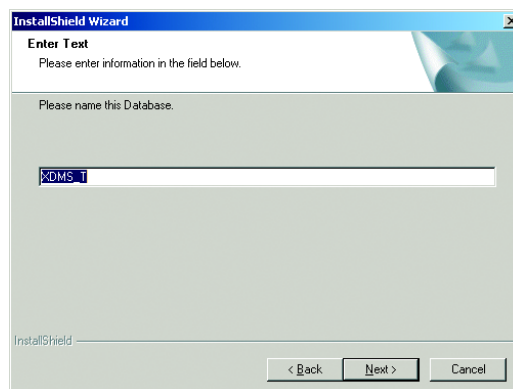 InstallShield Wizard
Enter Text
Please enter information in the field below.
Please name this Database.
XDMS_T
InstallShield
< Back
Next >
Cancel